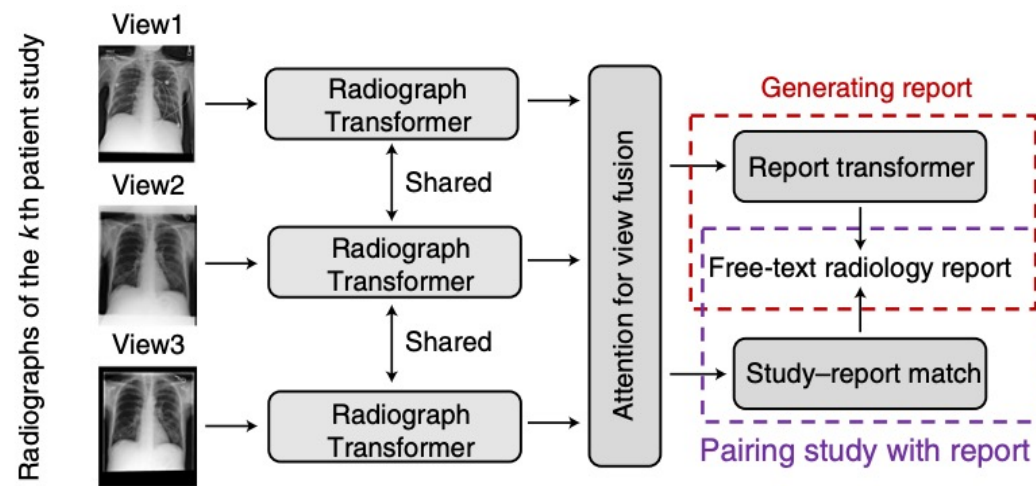 Radiographs of the kth patient study
View1
Radiograph
Transformer
Shared
View2
Radiograph
Transformer
Shared
View3
Radiograph
Transformer
Attention for view fusion
Generating report
Report transformer
Free-text radiology report
Study–report match
Pairing study with report